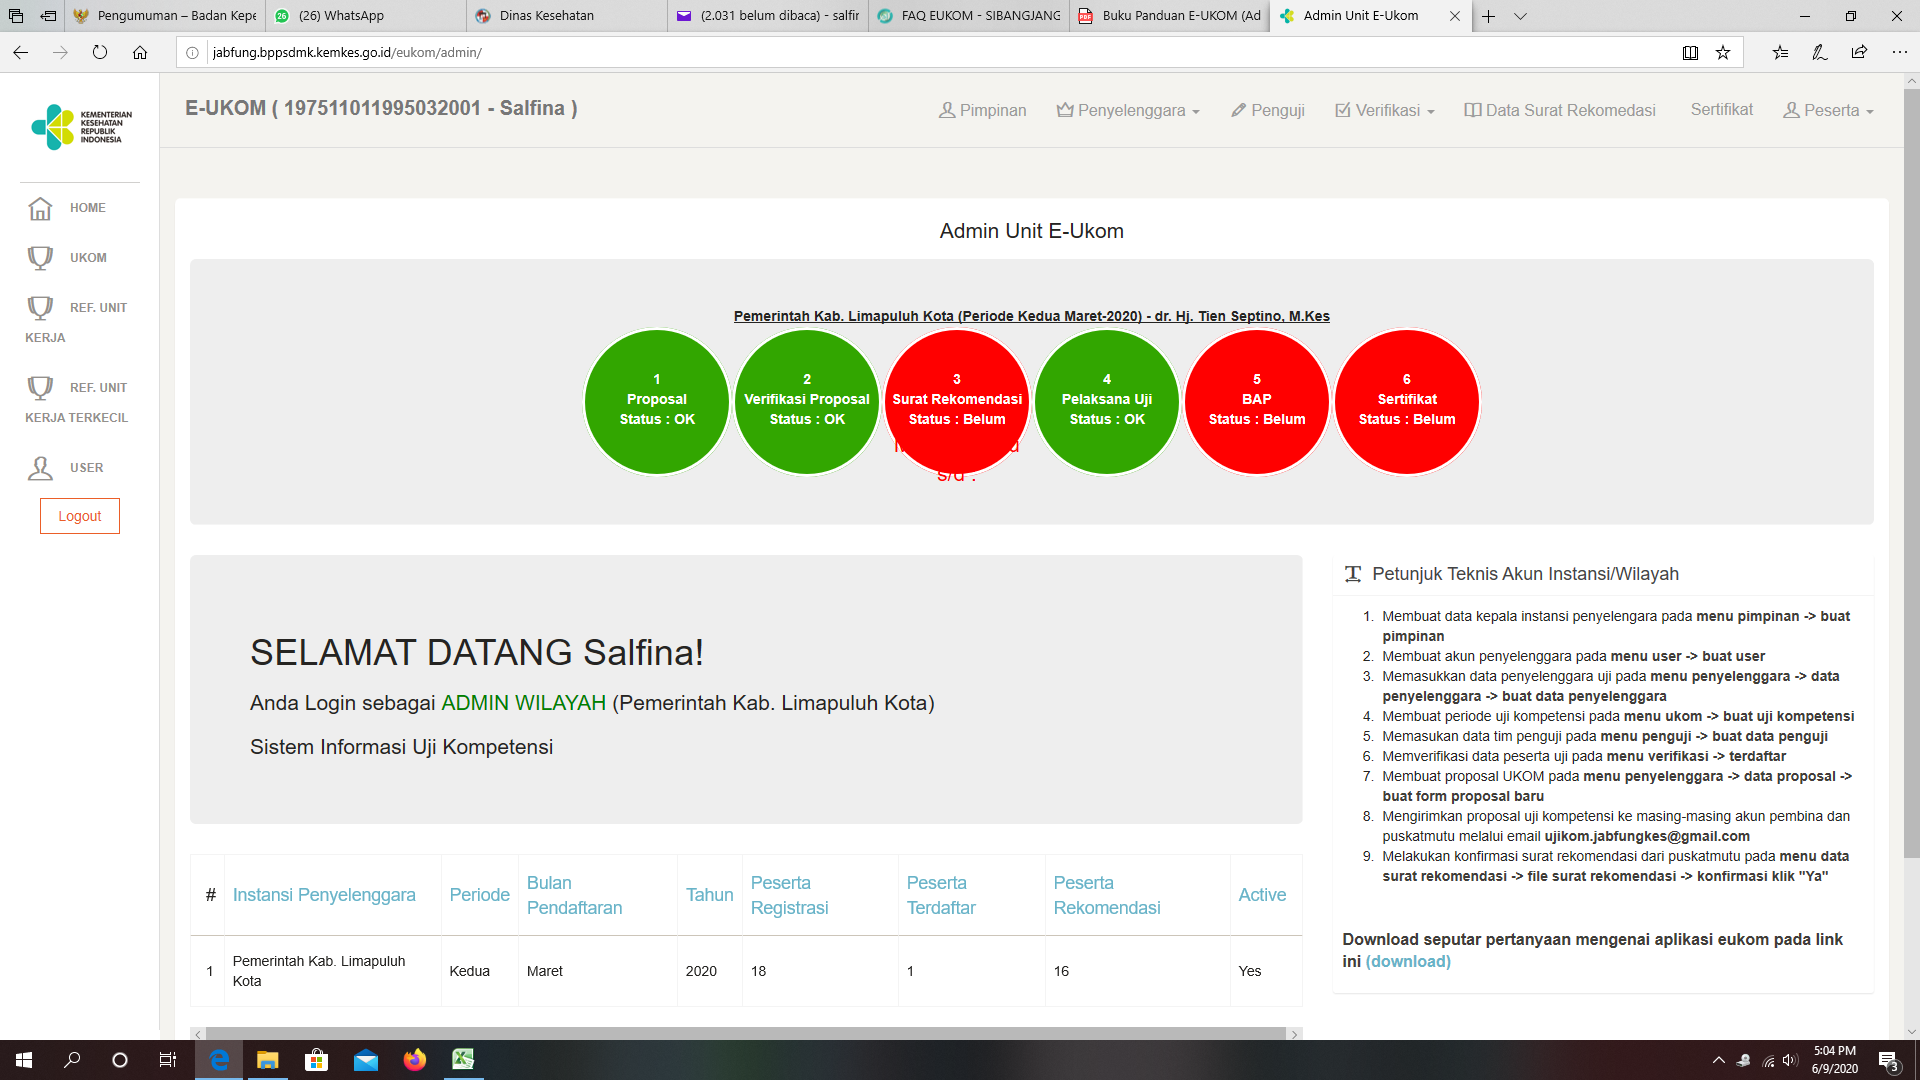 Pengumuman – Badan Kepe
(26) WhatsApp
Dinas Kesehatan
(2.031 belum dibaca) - salfir
FAQ EUKOM - SIBANGJANG
Buku Panduan E-UKOM (Ad
Admin Unit E-Ukom
jabfung.bppsdmk.kemkes.go.id/eukom/admin/
KEMENTERIAN
KESEHATAN
REPUBLIK
INDONESIA
E-UKOM ( 197511011995032001 - Salfina )
Pimpinan
Penyelenggara
Penguji
Verifikasi
Data Surat Rekomedasi
Sertifikat
Peserta
HOME
UKOM
REF. UNIT
KERJA
REF. UNIT
KERJA TERKECIL
USER
Logout
Admin Unit E-Ukom
Pemerintah Kab. Limapuluh Kota (Periode Kedua Maret-2020) - dr. Hj. Tien Septino, M.Kes
1
Proposal
Status : OK
2
Verifikasi Proposal
Status : OK
3
Surat Rekomendasi
Status : Belum
s/d :
4
Pelaksana Uji
Status : OK
5
BAP
Status : Belum
6
Sertifikat
Status : Belum
SELAMAT DATANG Salfina!
Anda Login sebagai ADMIN WILAYAH (Pemerintah Kab. Limapuluh Kota)
Sistem Informasi Uji Kompetensi
Petunjuk Teknis Akun Instansi/Wilayah
1. Membuat data kepala instansi penyelengara pada menu pimpinan -> buat
pimpinan
2. Membuat akun penyelenggara pada menu user -> buat user
3. Memasukkan data penyelenggara uji pada menu penyelenggara -> data
penyelenggara -> buat data penyelenggara
4. Membuat periode uji kompetensi pada menu ukom -> buat uji kompetensi
5. Memasukan data tim penguji pada menu penguji -> buat data penguji
6. Memverifikasi data peserta uji pada menu verifikasi -> terdaftar
7. Membuat proposal UKOM pada menu penyelenggara -> data proposal ->
buat form proposal baru
8. Mengirimkan proposal uji kompetensi ke masing-masing akun pembina dan
puskatmutu melalui email ujikom.jabfungkes@gmail.com
9. Melakukan konfirmasi surat rekomendasi dari puskatmutu pada menu data
surat rekomendasi -> file surat rekomendasi -> konfirmasi klik "Ya"
Download seputar pertanyaan mengenai aplikasi eukom pada link
ini (download)
# Instansi Penyelenggara Periode Bulan Pendaftaran Tahun Peserta Registrasi Peserta Terdaftar Peserta Rekomendasi Active
1 Pemerintah Kab. Limapuluh Kota Kedua Maret 2020 18 1 16 Yes
5:04 PM
6/9/2020
3